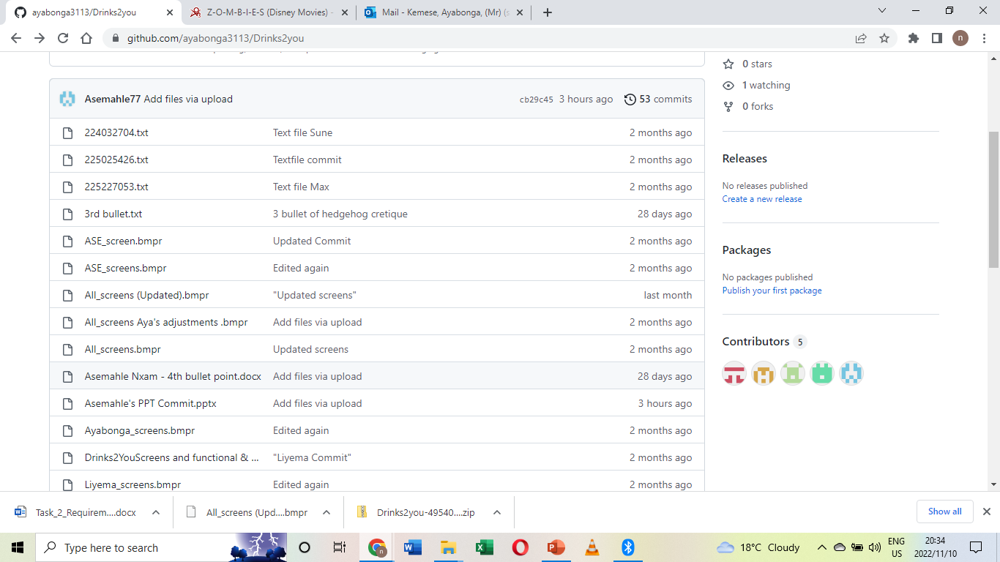 ayabonga3113/Drinks2you
Z-O-M-B-I-E-S (Disney Movies) -
Mail - Kemese, Ayabonga, (Mr) (s
github.com/ayabonga3113/Drinks2you
n
Asemahle77 Add files via upload cb29c45 3 hours ago 53 commits
224032704.txt Text file Sune 2 months ago
225025426.txt Textfile commit 2 months ago
225227053.txt Text file Max 2 months ago
3rd bullet.txt 3 bullet of hedgehog cretique 28 days ago
ASE_screen.bmpr Updated Commit 2 months ago
ASE_screens.bmpr Edited again 2 months ago
All_screens (Updated).bmpr "Updated screens" last month
All_screens Aya's adjustments .bmpr Add files via upload 2 months ago
All_screens.bmpr Updated screens 2 months ago
Asemahle Nxam - 4th bullet point.docx Add files via upload 28 days ago
Asemahle's PPT Commit.pptx Add files via upload 3 hours ago
Ayabonga_screens.bmpr Edited again 2 months ago
Drinks2YouScreens and functional & ... "Liyema Commit" 2 months ago
Liyema_screens.bmpr Edited again 2 months ago
0 stars
1 watching
0 forks
Releases
No releases published
Create a new release
Packages
No packages published
Publish your first package
Contributors 5
Task_2_Requirem....docx
All_screens (Upd....bmpr
Drinks2you-49540....zip
Show all
Type here to search
18°C Cloudy
ENG
US
20:34
2022/11/10